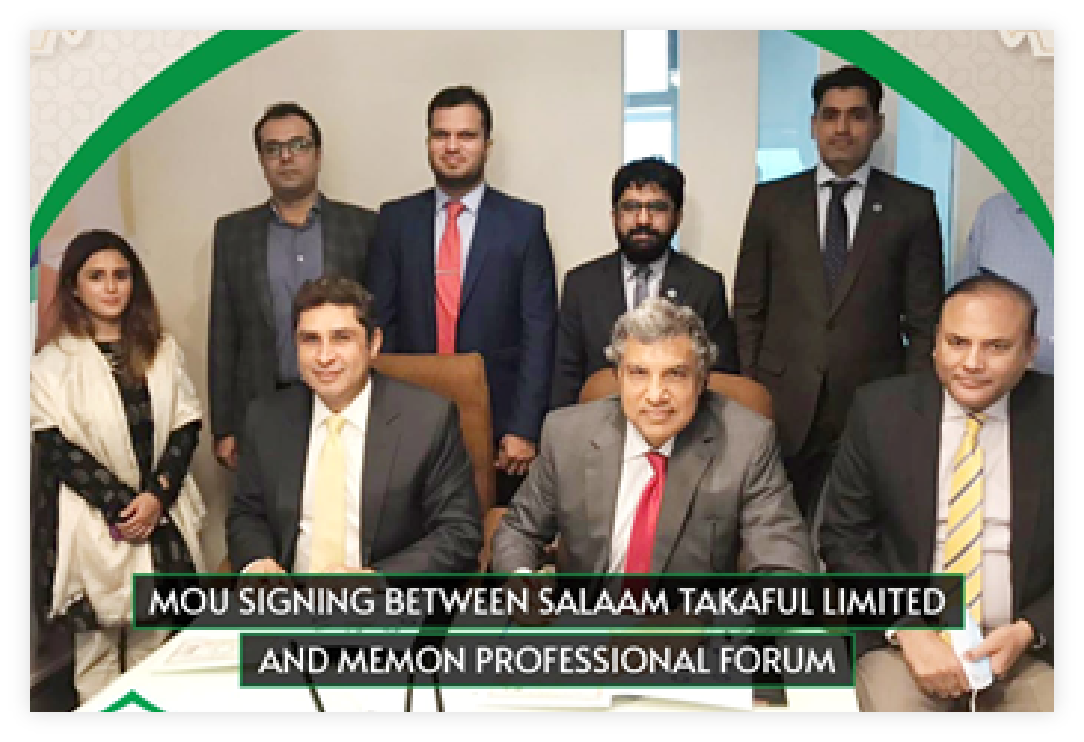 MOU SIGNING BETWEEN SALAAM TAKAFUL LIMITED
AND MEMON PROFESSIONAL FORUM